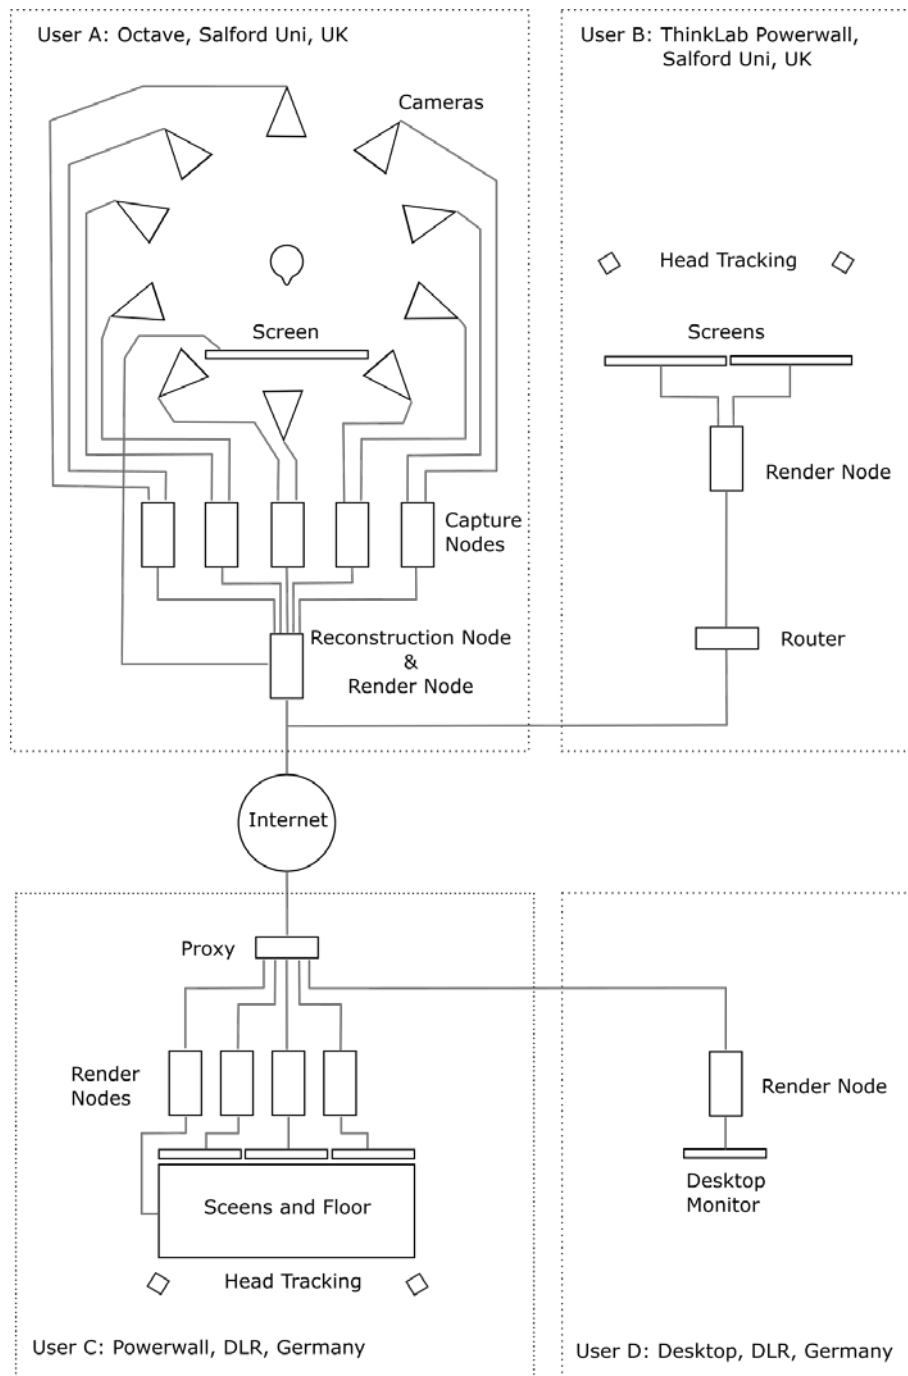 User A: Octave, Salford Uni, UK
Cameras
Screen
Capture
Nodes
Reconstruction Node
&
Render Node
User B: ThinkLab Powerwall,
Salford Uni, UK
Head Tracking
Screens
Render Node
Router
Internet
Proxy
Render
Nodes
Sceens and Floor
Head Tracking
User C: Powerwall, DLR, Germany
Render Node
Desktop
Monitor
User D: Desktop, DLR, Germany